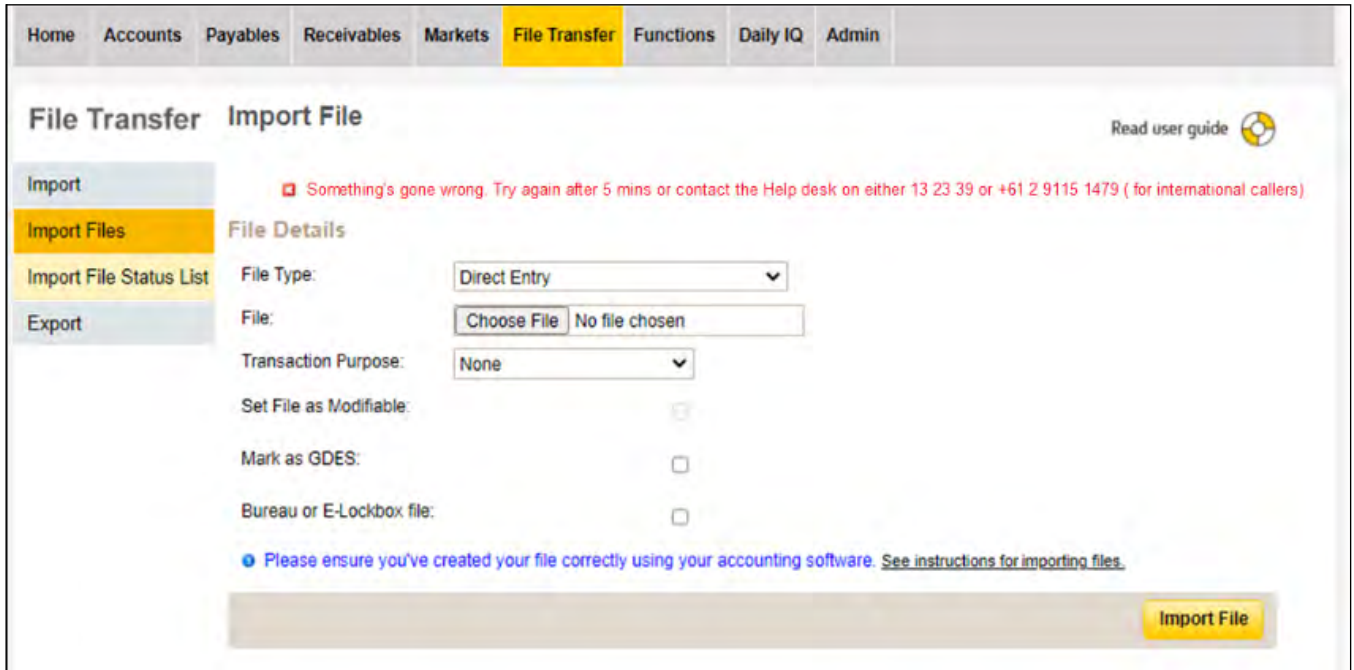 Home Accounts Payables Receivables Markets File Transfer Functions Daily IQ Admin
File Transfer
Import File
Read user guide
Import
Something's gone wrong. Try again after 5 mins or contact the Help desk on either 13 23 39 or +61 2 9115 1479 ( for international callers)
Import Files
File Details
Import File Status List
File Type: Direct Entry
Export
File: Choose File No file chosen
Transaction Purpose: None
Set File as Modifiable:
Mark as GDES:
Bureau or E-Lockbox file:
Please ensure you've created your file correctly using your accounting software. See instructions for importing files.
Import File